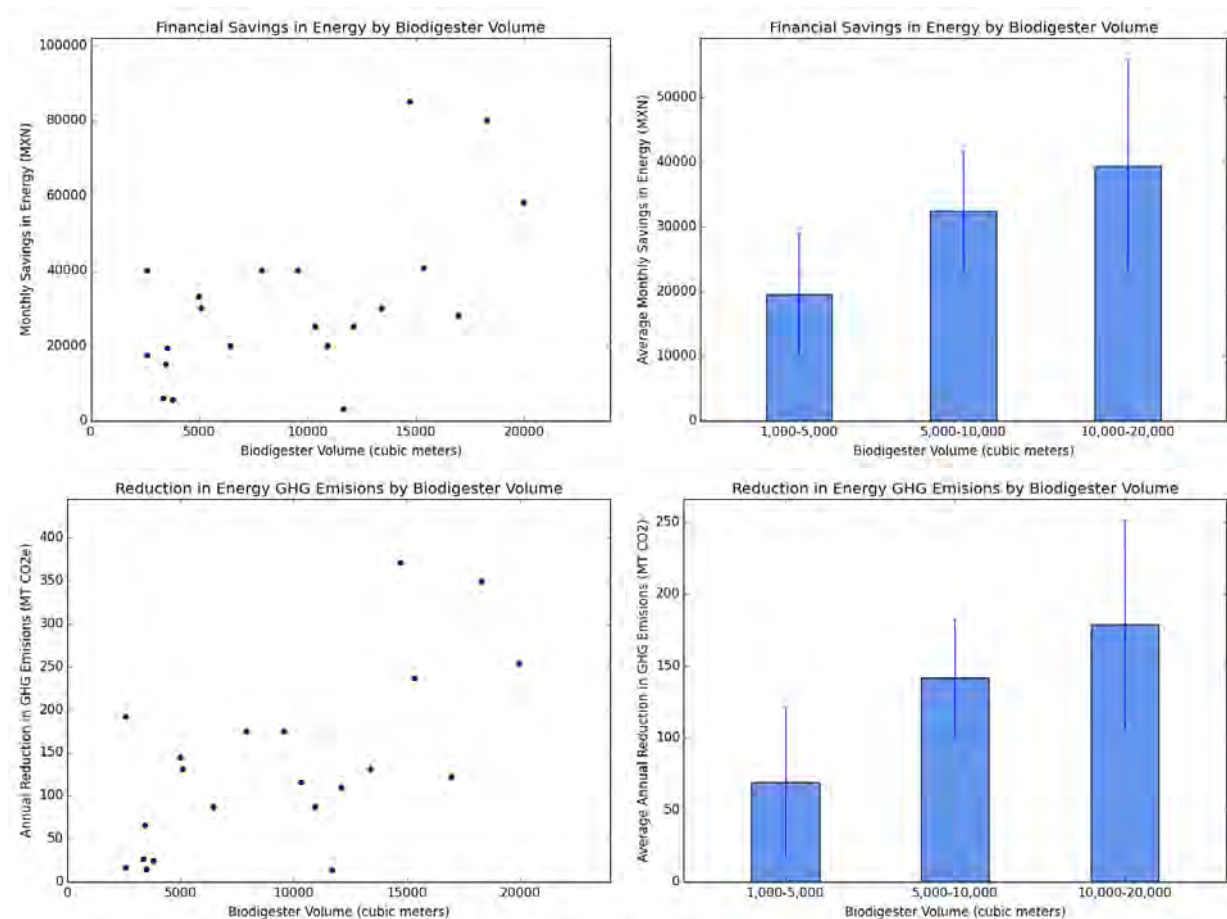 Financial Savings in Energy by Biodigester Volume
Monthly Savings in Energy (MXN)
100000
80000
60000
40000
20000
0
0 5000 10000 15000 20000
Biodigester Volume (cubic meters)
Financial Savings in Energy by Biodigester Volume
Average Monthly Savings in Energy (MXN)
50000
40000
30000
20000
10000
0
1,000-5,000 5,000-10,000 10,000-20,000
Biodigester Volume (cubic meters)
Reduction in Energy GHG Emisions by Biodigester Volume
Annual Reduction in GHG Emisions (MT CO2e)
400
350
300
250
200
150
100
50
0
0 5000 10000 15000 20000
Biodigester Volume (cubic meters)
Reduction in Energy GHG Emisions by Biodigester Volume
Average Annual Reduction in GHG Emisions (MT CO2)
250
200
150
100
50
0
1,000-5,000 5,000-10,000 10,000-20,000
Biodigester Volume (cubic meters)